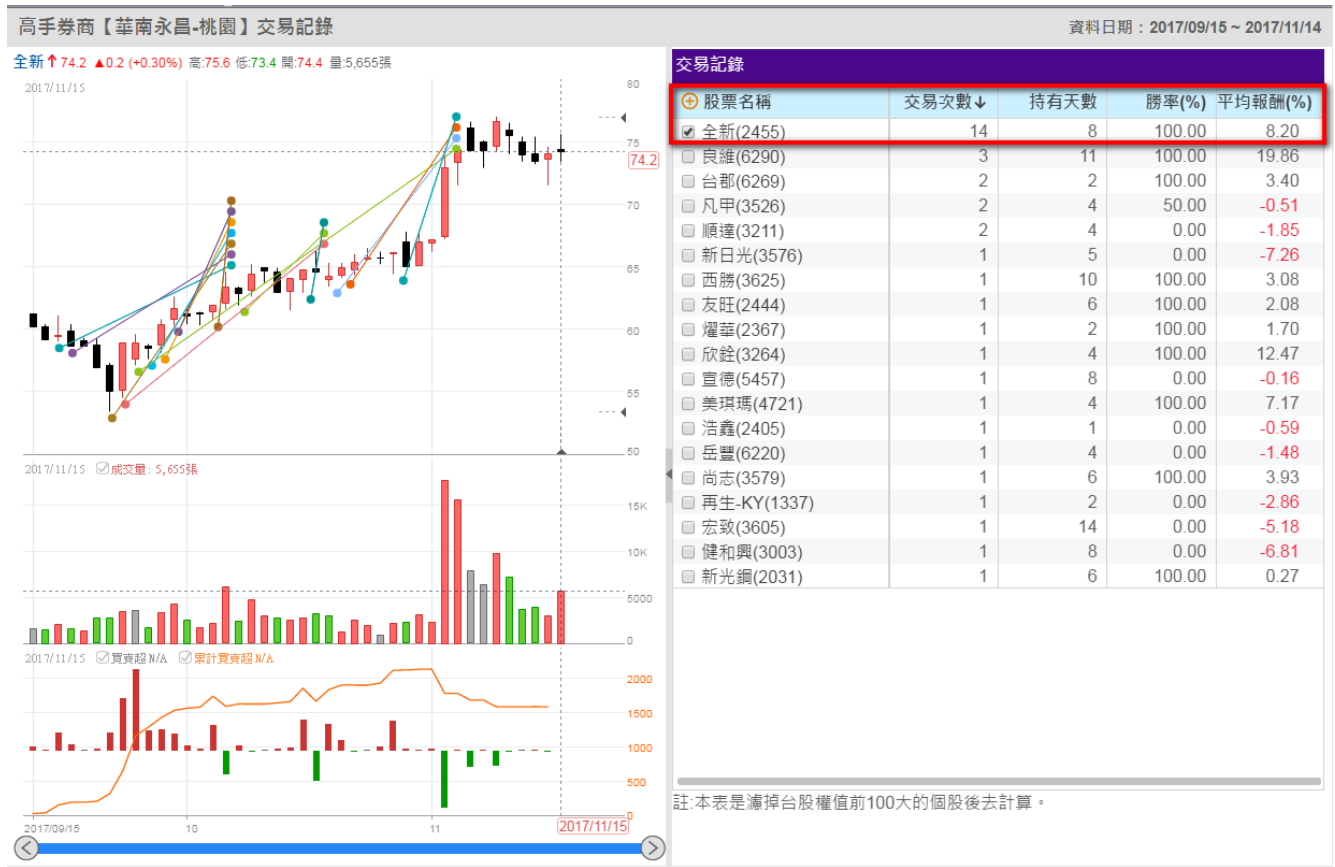 高手券商【華南永昌-桃園】交易記錄
資料日期：2017/09/15 ~ 2017/11/14
全新↑74.2 ▲0.2 (+0.30%) 高:75.6 低:73.4 開:74.4 量:5,655張
2017/11/15
80
75
74.2
70
65
60
55
50
2017/11/15 成交量: 5,655張
15K
10K
5000
0
2017/11/15 買賣超 N/A 累計買賣超 N/A
2000
1500
1000
500
0
2017/09/15 10 11 2017/11/15
交易記錄
股票名稱 交易次數↓ 持有天數 勝率(%) 平均報酬(%)
全新(2455) 14 8 100.00 8.20
良維(6290) 3 11 100.00 19.86
台郡(6269) 2 2 100.00 3.40
凡甲(3526) 2 4 50.00 -0.51
順達(3211) 2 4 0.00 -1.85
新日光(3576) 1 5 0.00 -7.26
西勝(3625) 1 10 100.00 3.08
友旺(2444) 1 6 100.00 2.08
燿華(2367) 1 2 100.00 1.70
欣銓(3264) 1 4 100.00 12.47
宣德(5457) 1 8 0.00 -0.16
美琪瑪(4721) 1 4 100.00 7.17
浩鑫(2405) 1 1 0.00 -0.59
岳豐(6220) 1 4 0.00 -1.48
尚志(3579) 1 6 100.00 3.93
再生-KY(1337) 1 2 0.00 -2.86
宏致(3605) 1 14 0.00 -5.18
健和興(3003) 1 8 0.00 -6.81
新光鋼(2031) 1 6 100.00 0.27
註:本表是濾掉台股權值前100大的個股後去計算。